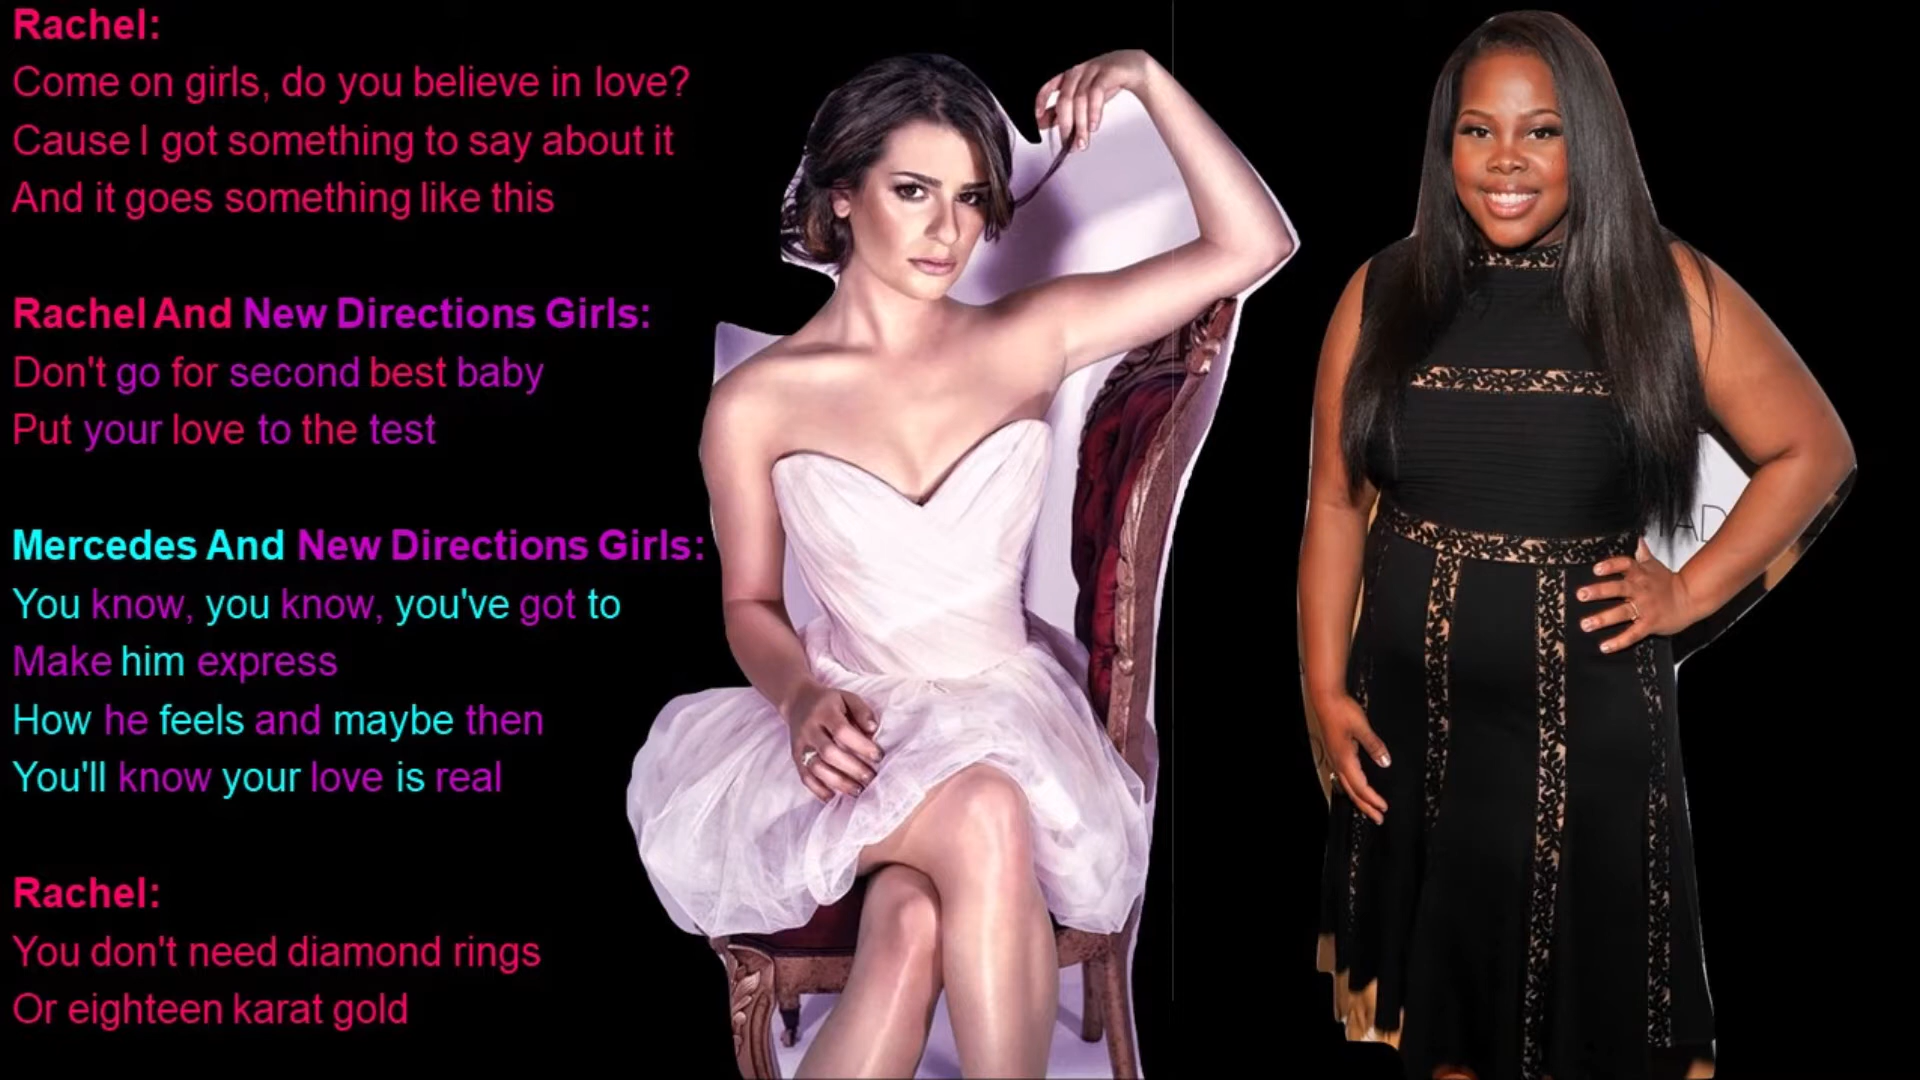 Rachel:
Come on girls, do you believe in love?
Cause I got something to say about it
And it goes something like this
Rachel And New Directions Girls:
Don't go for second best baby
Put your love to the test
Mercedes And New Directions Girls:
You know, you know, you've got to
Make him express
How he feels and maybe then
You'll know your love is real
Rachel:
You don't need diamond rings
Or eighteen karat gold